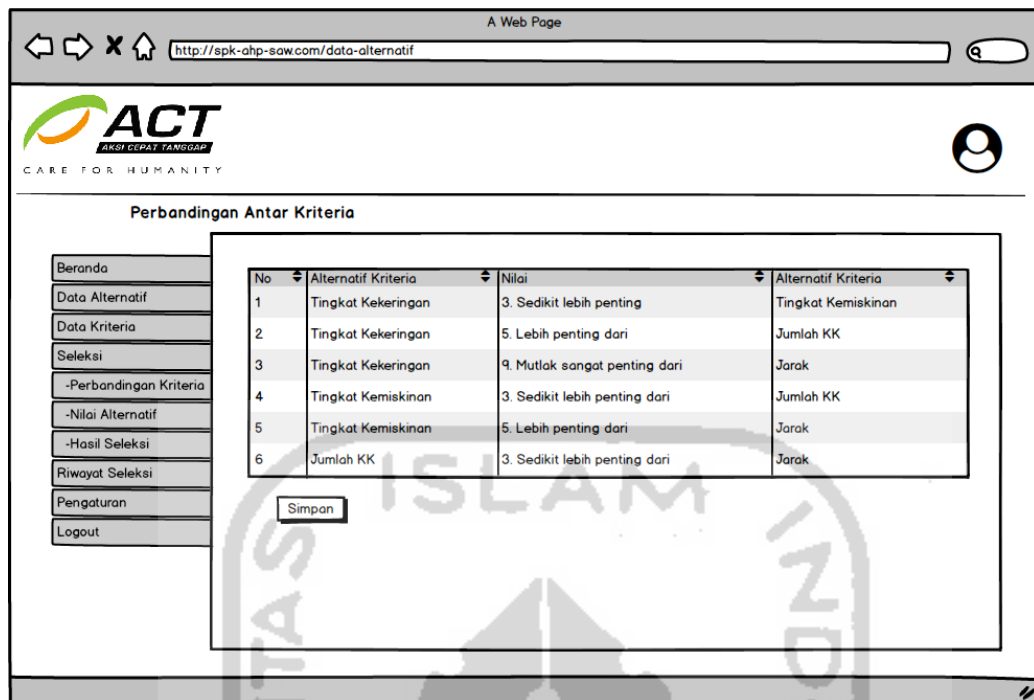 A Web Page
http://spk-ahp-saw.com/data-alternatif
ACT
AKSI CEPAT TANGGAP
CARE FOR HUMANITY
Perbandingan Antar Kriteria
Beranda
Data Alternatif
Data Kriteria
Seleksi
-Perbandingan Kriteria
-Nilai Alternatif
-Hasil Seleksi
Riwayat Seleksi
Pengaturan
Logout
No Alternatif Kriteria Nilai Alternatif Kriteria
1 Tingkat Kekeringan 3. Sedikit lebih penting Tingkat Kemiskinan
2 Tingkat Kekeringan 5. Lebih penting dari Jumlah KK
3 Tingkat Kekeringan 9. Mutlak sangat penting dari Jarak
4 Tingkat Kemiskinan 3. Sedikit lebih penting dari Jumlah KK
5 Tingkat Kemiskinan 5. Lebih penting dari Jarak
6 Jumlah KK 3. Sedikit lebih penting dari Jarak
Simpan
ISLAM